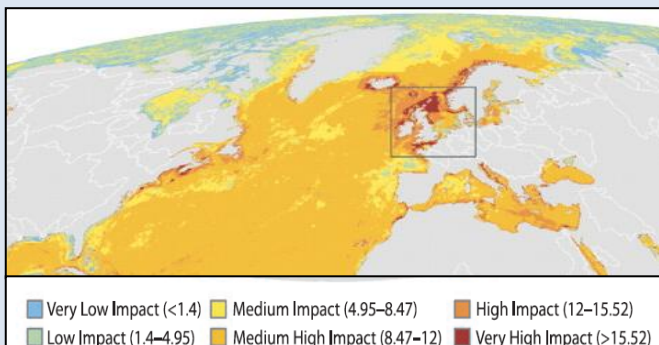 Very Low Impact (<1.4) Medium Impact (4.95–8.47) High Impact (12–15.52)
Low Impact (1.4–4.95) Medium High Impact (8.47–12) Very High Impact (>15.52)